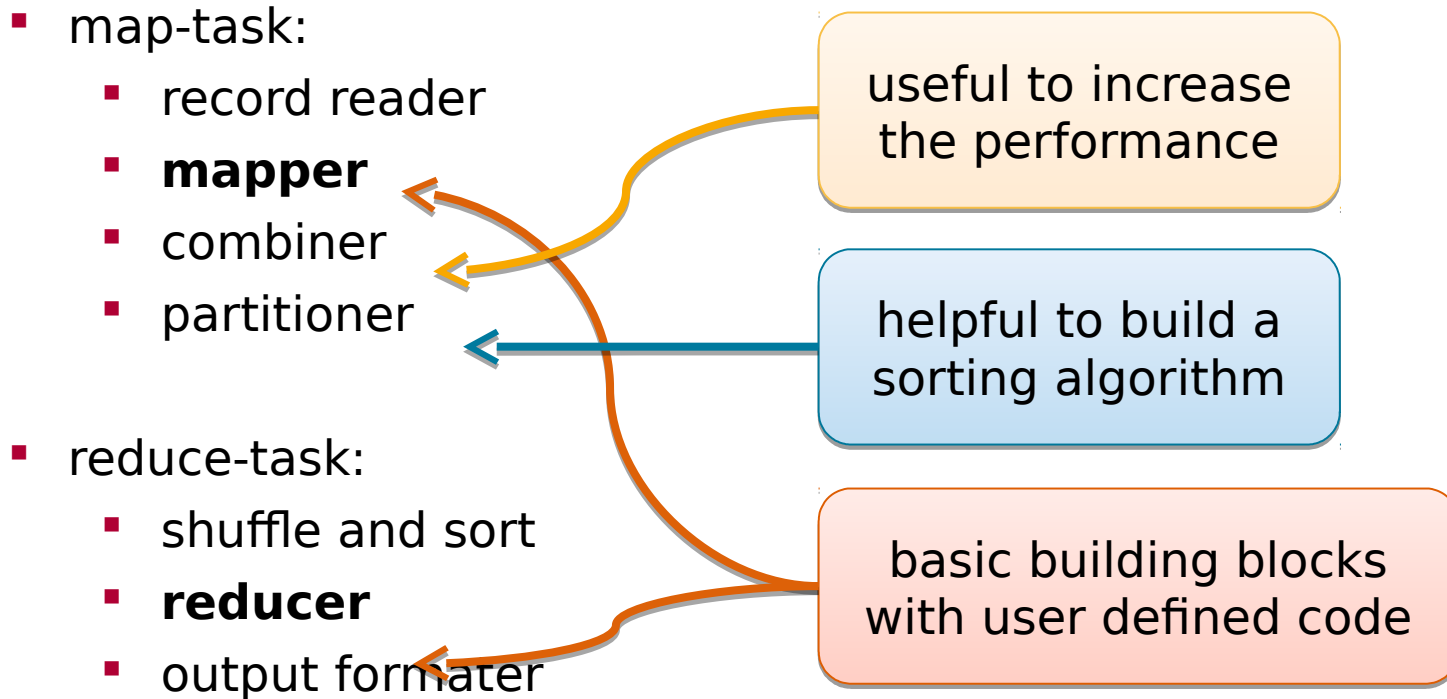 map-task:
record reader
mapper
combiner
partitioner
reduce-task:
shuffle and sort
reducer
output formater
useful to increase
the performance
helpful to build a
sorting algorithm
basic building blocks
with user defined code